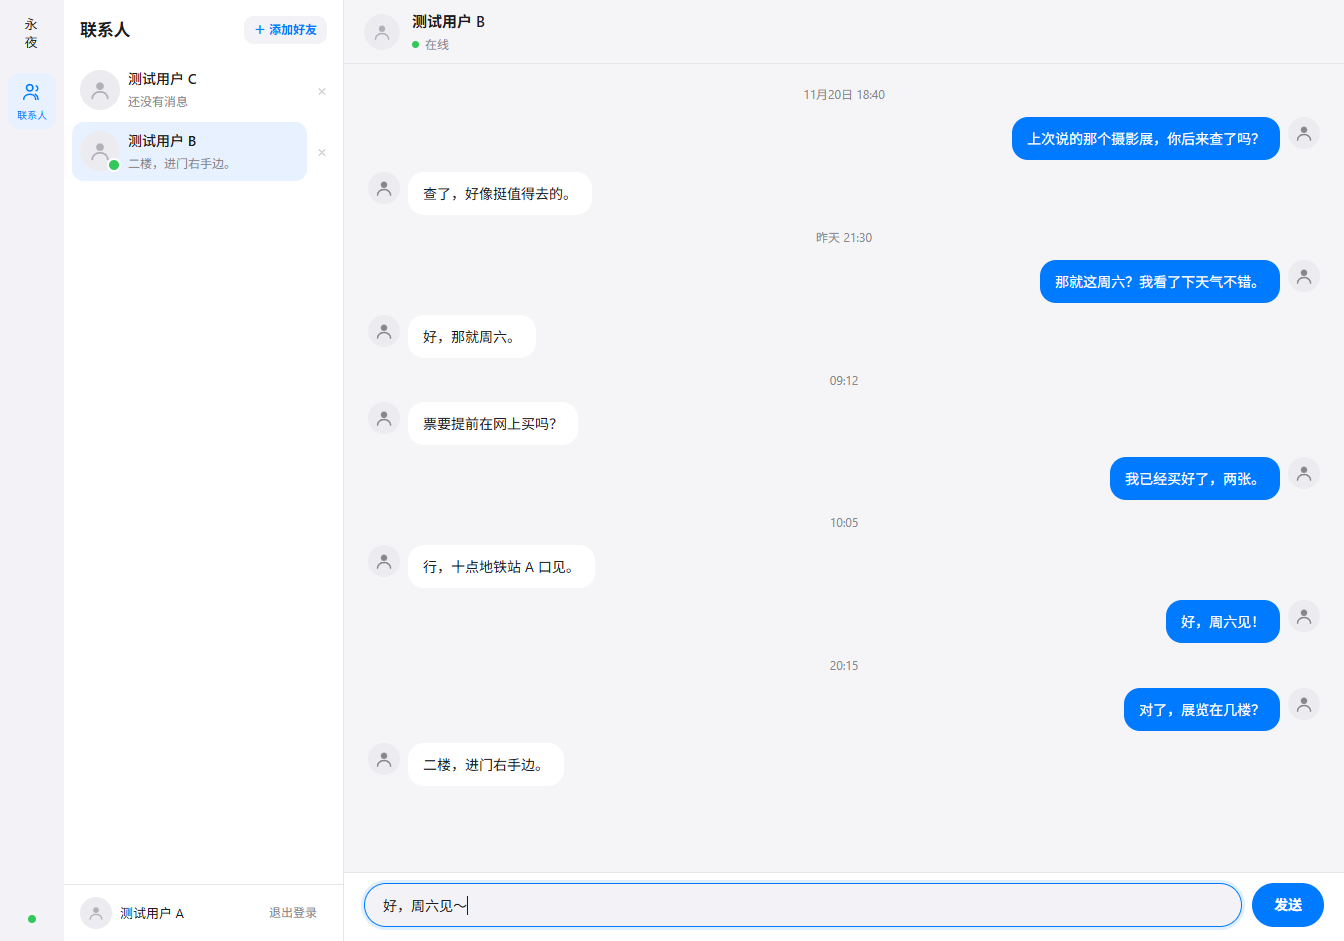 永
夜
联系人
联系人
+ 添加好友
测试用户 C
还没有消息
×
测试用户 B
二楼，进门右手边。
×
测试用户 A
退出登录
测试用户 B
在线
11月20日 18:40
上次说的那个摄影展，你后来查了吗？
查了，好像挺值得去的。
昨天 21:30
那就这周六？我看了下天气不错。
好，那就周六。
09:12
票要提前在网上买吗？
我已经买好了，两张。
10:05
行，十点地铁站 A 口见。
好，周六见！
20:15
对了，展览在几楼？
二楼，进门右手边。
好，周六见～
发送